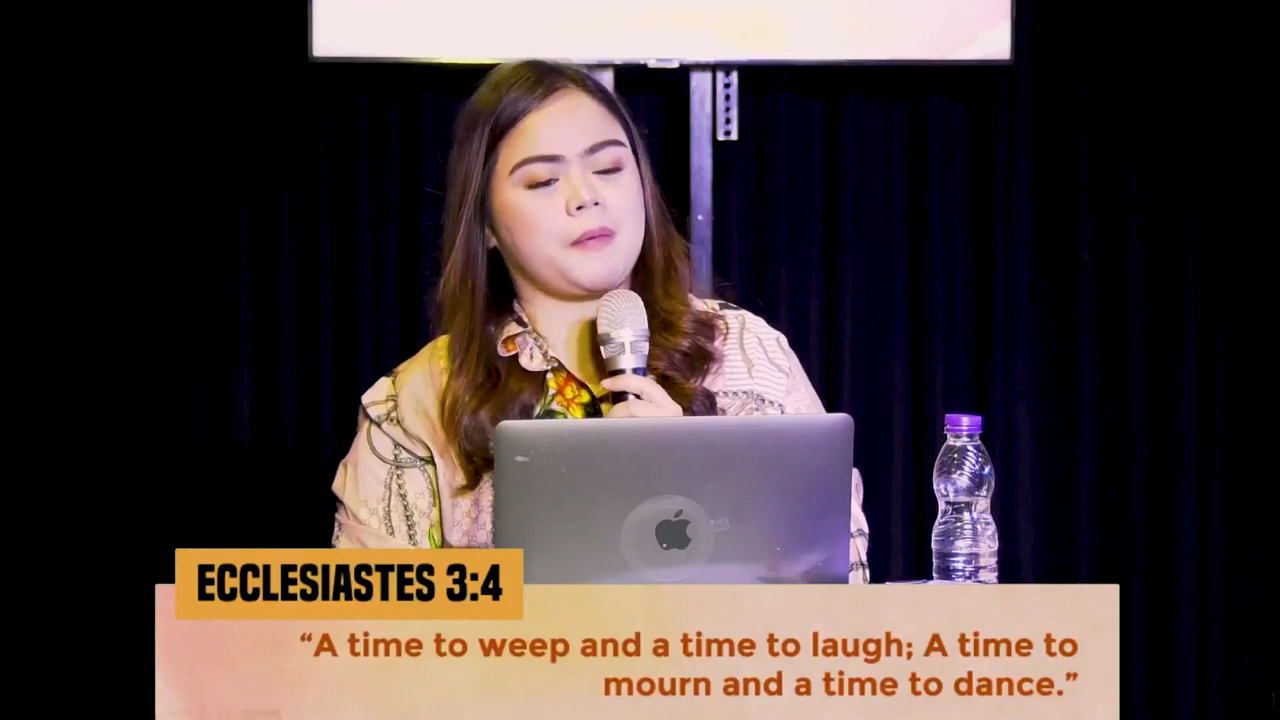 ECCLESIASTES 3:4
“A time to weep and a time to laugh; A time to
mourn and a time to dance.”